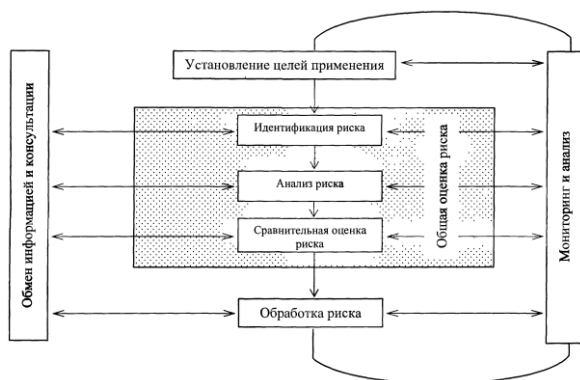 Установление целей применения
Обмен информацией и консультации
Идентификация риска
Анализ риска
Сравнительная оценка
риска
Общая оценка риска
Обработка риска
Мониторинг и анализ